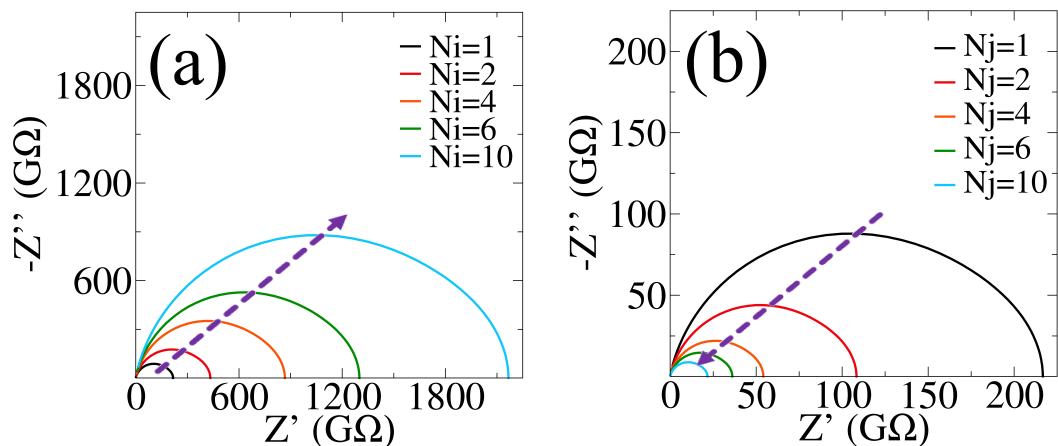 (a)
Ni=1
Ni=2
Ni=4
Ni=6
Ni=10
-Z'' (GΩ)
1800
1200
600
0
600
1200
1800
Z' (GΩ)
(b)
Nj=1
Nj=2
Nj=4
Nj=6
Nj=10
-Z'' (GΩ)
200
150
100
50
0
50
100
150
200
Z' (GΩ)